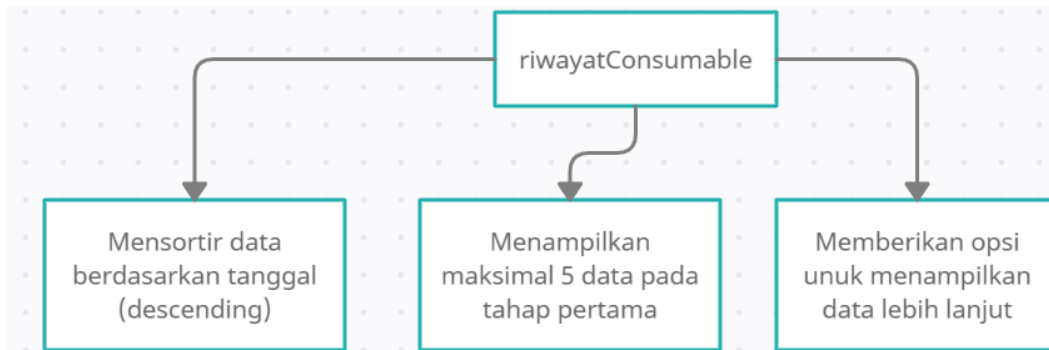 riwayatConsumable
Mensortir data
berdasarkan tanggal
(descending)
Menampilkan
maksimal 5 data pada
tahap pertama
Memberikan opsi
unuk menampilkan
data lebih lanjut